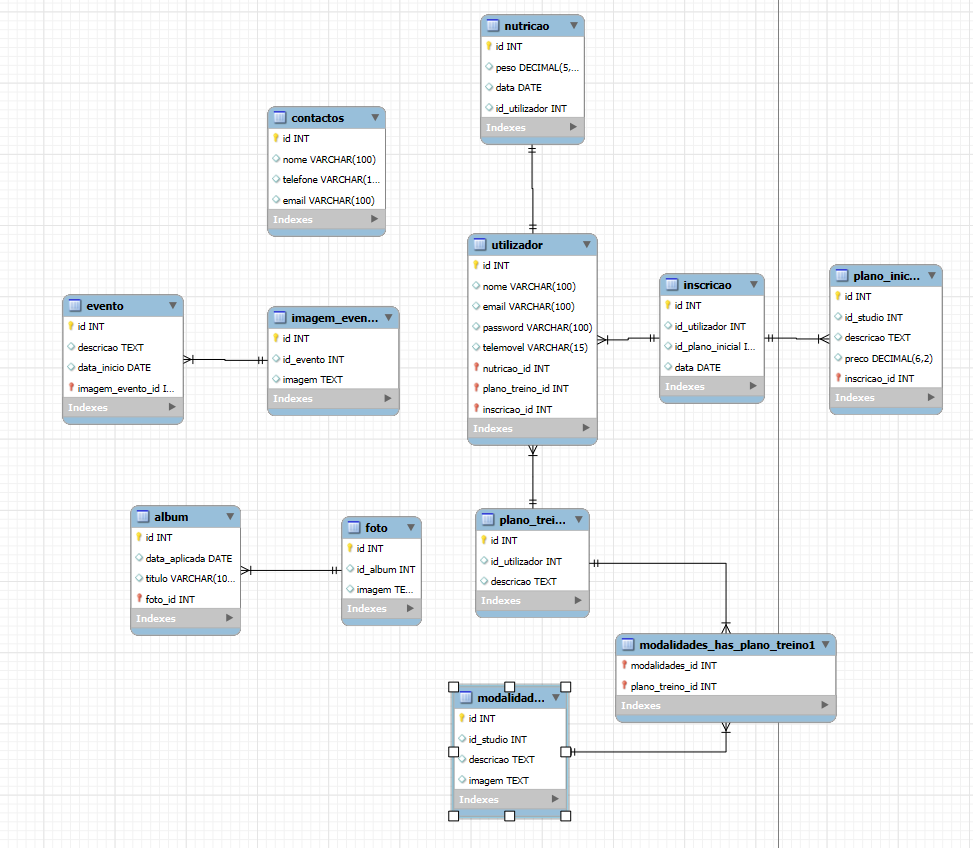 nutricao
id INT
peso DECIMAL(5,...
data DATE
id_utilizador INT
Indexes
contactos
id INT
nome VARCHAR(100)
telefone VARCHAR(1...
email VARCHAR(100)
Indexes
utilizador
id INT
nome VARCHAR(100)
email VARCHAR(100)
password VARCHAR(100)
telemovel VARCHAR(15)
nutricao_id INT
plano_treino_id INT
inscricao_id INT
Indexes
inscricao
id INT
id_utilizador INT
id_plano_inicial I...
data DATE
Indexes
plano_inic...
id INT
id_studio INT
descricao TEXT
preco DECIMAL(6,2)
inscricao_id INT
Indexes
evento
id INT
descricao TEXT
data_inicio DATE
imagem_evento_id I...
Indexes
imagem_even...
id INT
id_evento INT
imagem TEXT
Indexes
album
id INT
data_aplicada DATE
titulo VARCHAR(10...
foto_id INT
Indexes
foto
id INT
id_album INT
imagem TE...
Indexes
plano_trei...
id INT
id_utilizador INT
descricao TEXT
Indexes
modalidades_has_plano_treino1
modalidades_id INT
plano_treino_id INT
Indexes
modalidad...
id INT
id_studio INT
descricao TEXT
imagem TEXT
Indexes